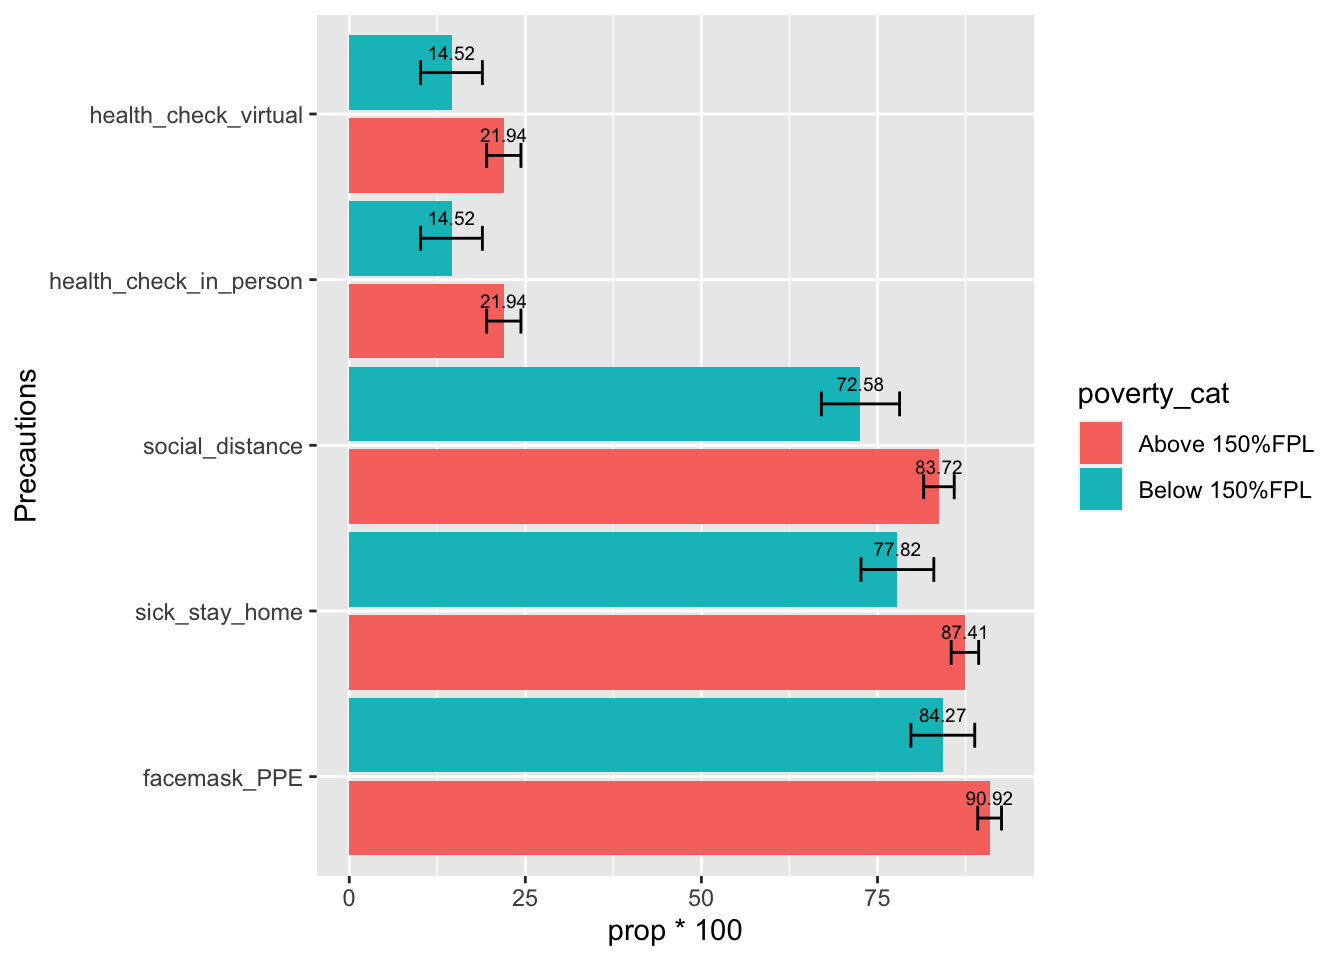 Precautions
health_check_virtual
14.52
21.94
health_check_in_person
14.52
21.94
social_distance
72.58
83.72
sick_stay_home
77.82
87.41
facemask_PPE
84.27
90.92
0 25 50 75
prop * 100
poverty_cat
Above 150%FPL
Below 150%FPL